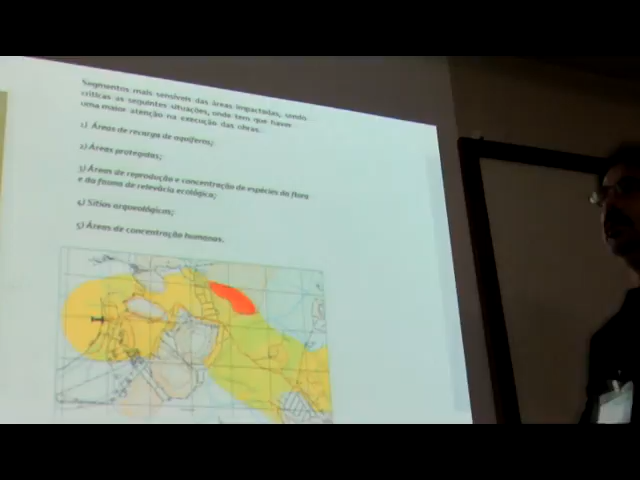 Segmentos mais sensíveis das áreas impactadas, sendo
críticas as seguintes situações, onde tem que haver
uma maior atenção na execução das obras.
1) Áreas de recarga de aquíferos;
2) Áreas protegidas;
3) Áreas de reprodução e concentração de espécies da flora
e da fauna de relevância ecológica;
4) Sítios arqueológicos;
5) Áreas de concentração humanas.